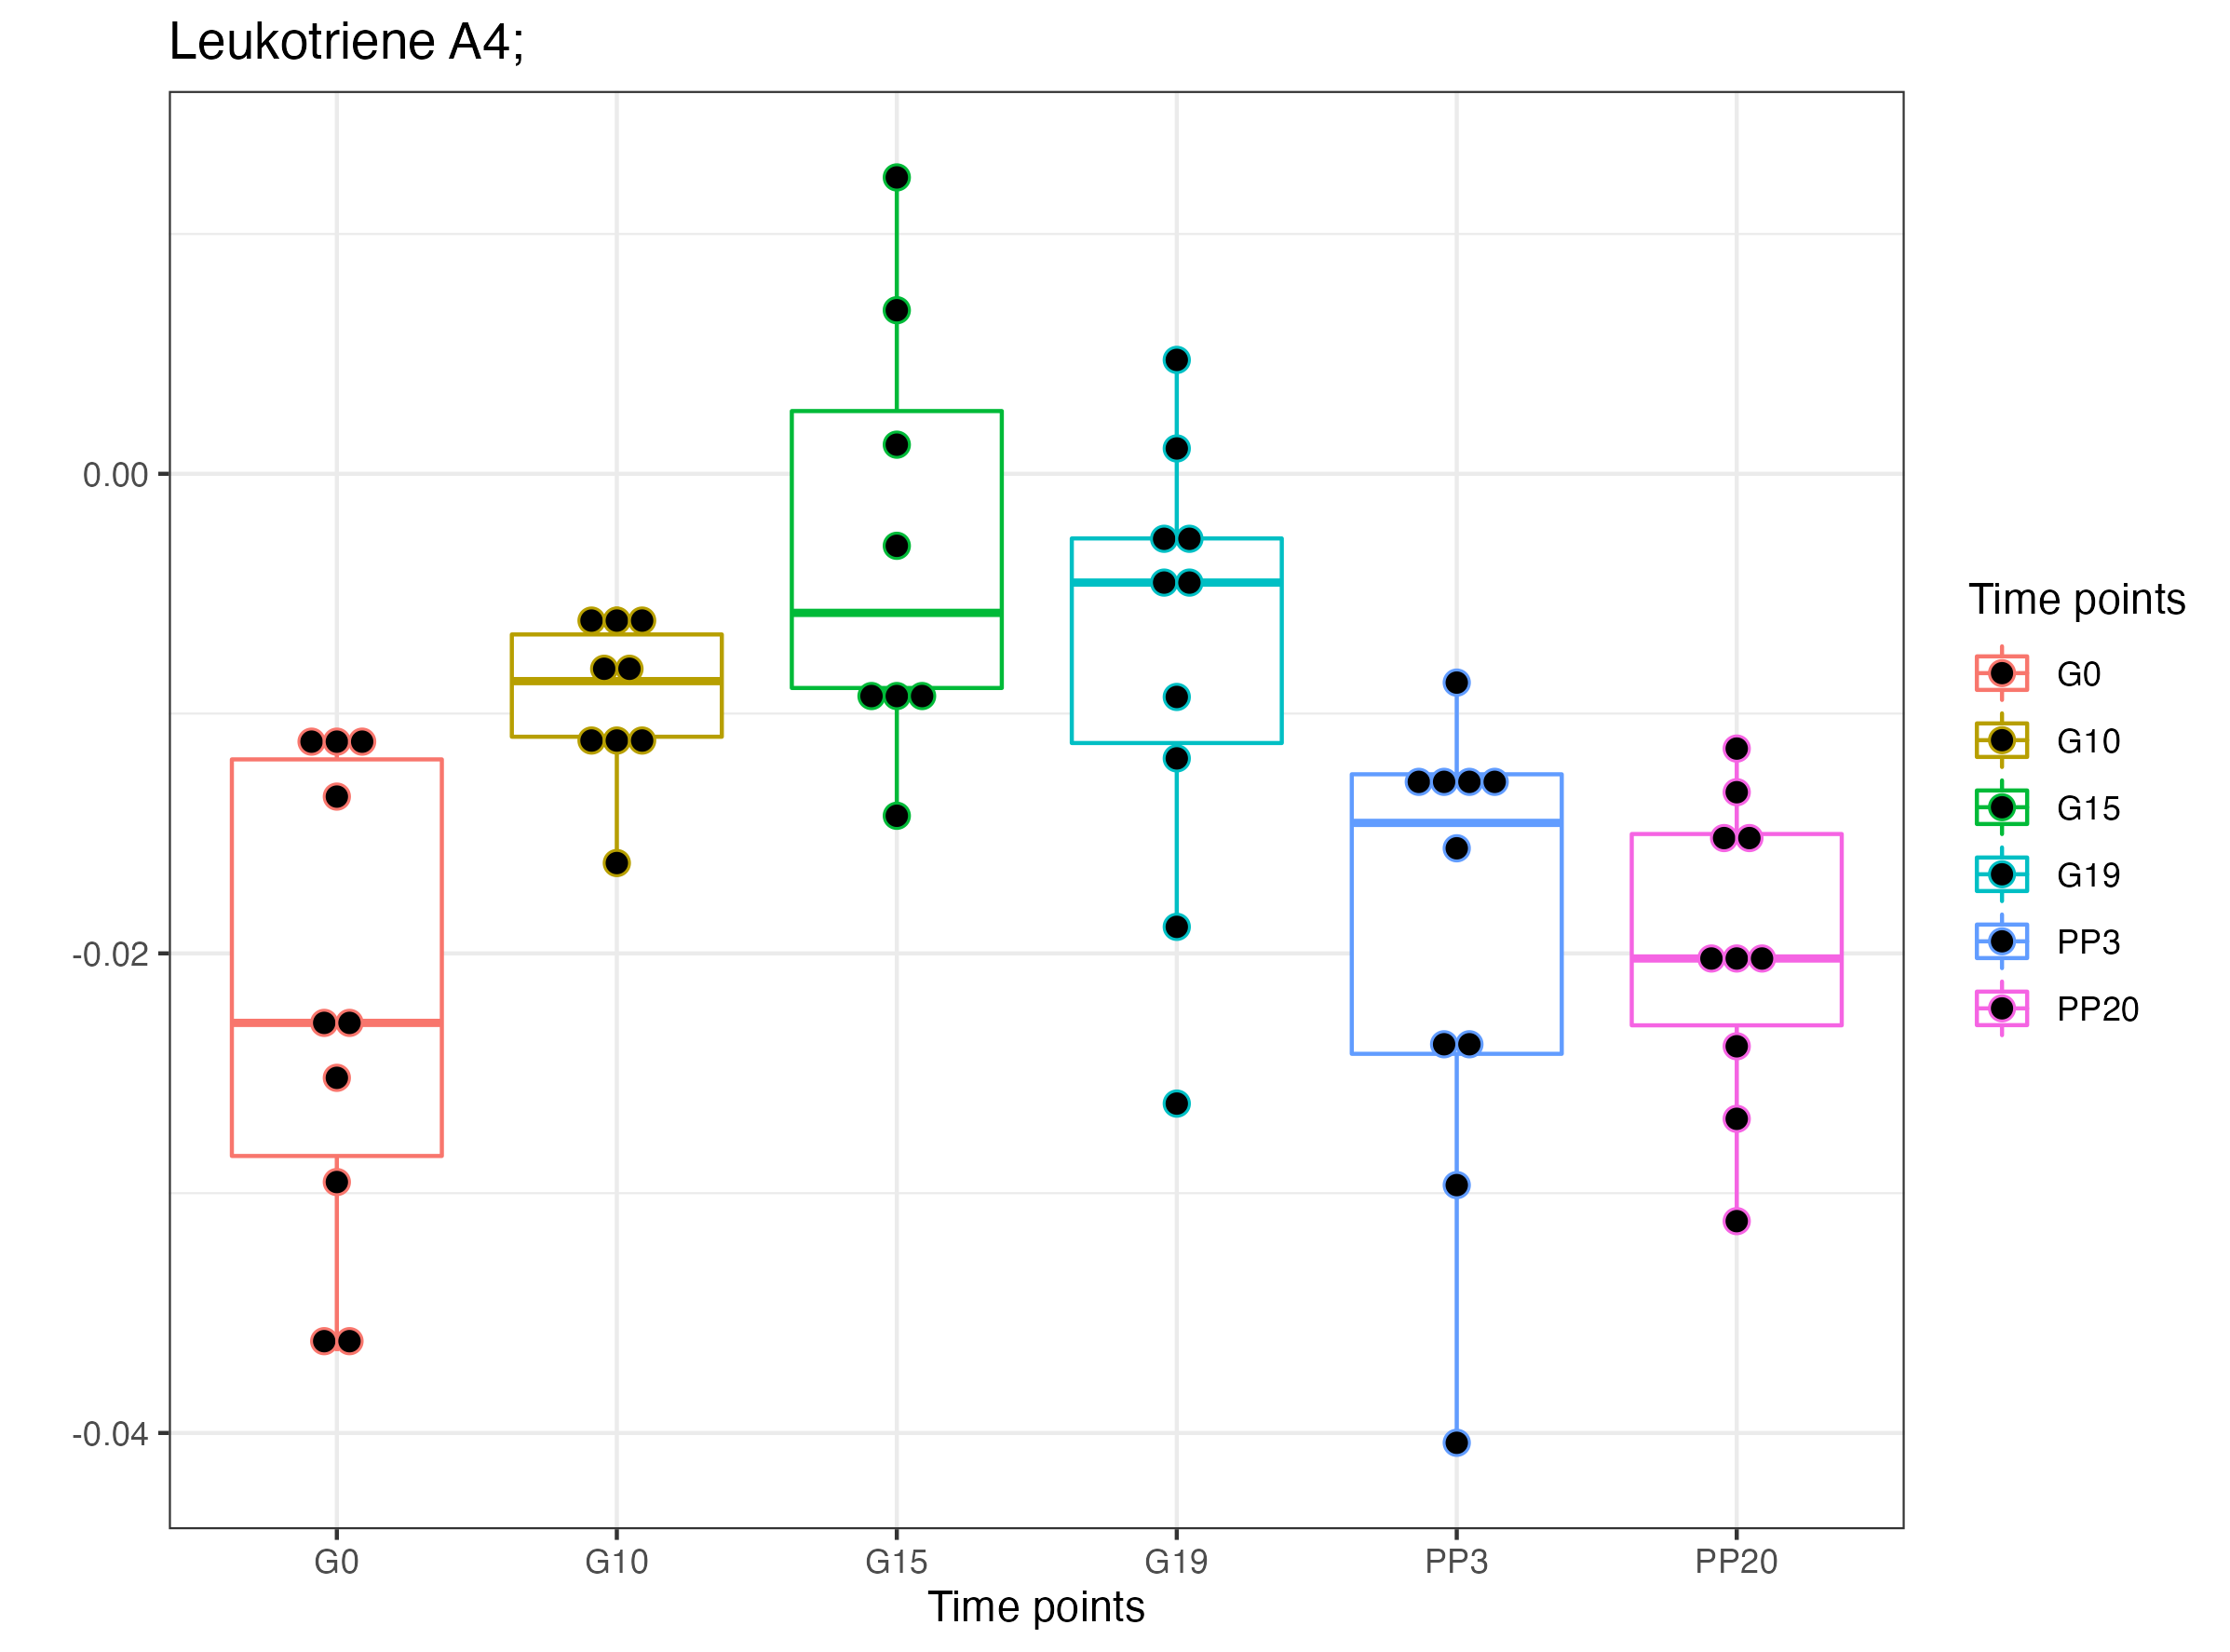 Leukotriene A4;
0.00
-0.02
-0.04
G0 G10 G15 G19 PP3 PP20
Time points
Time points
G0
G10
G15
G19
PP3
PP20